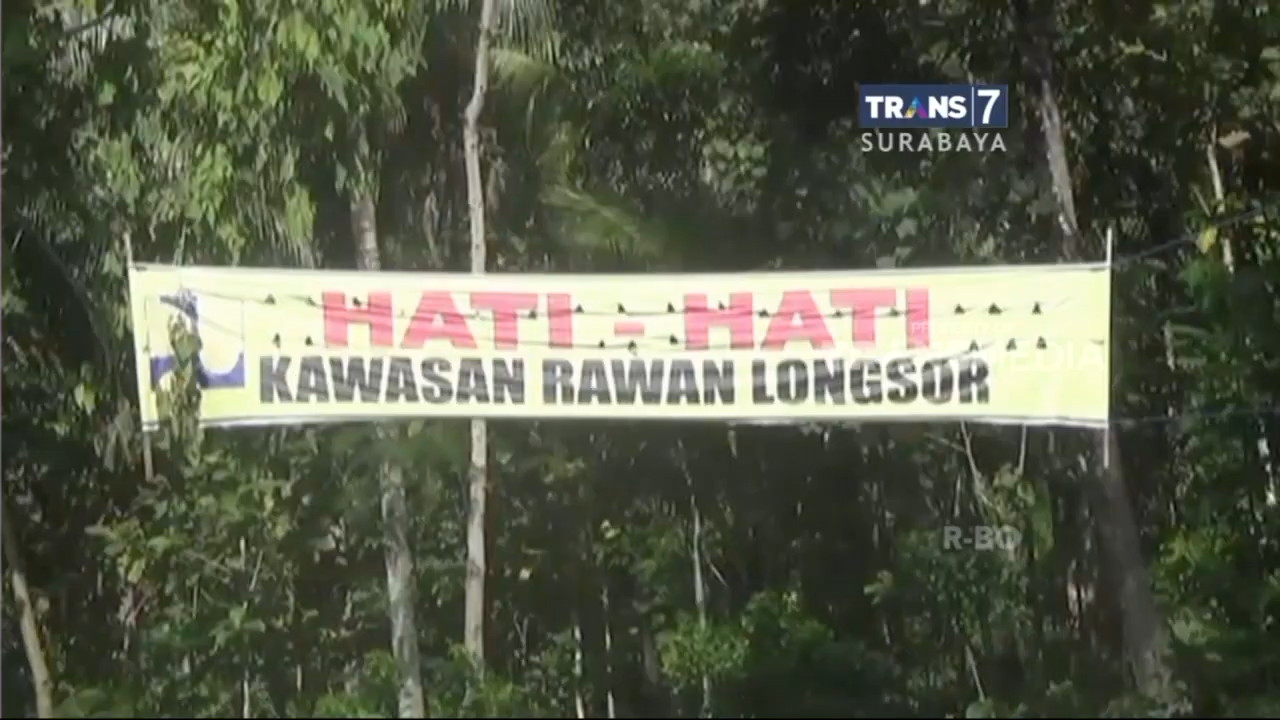 TRANS|7
SURABAYA
HATI - HATI
KAWASAN RAWAN LONGSOR
R-BO